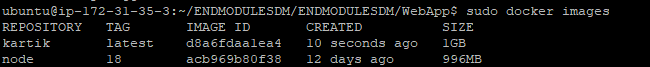 ubuntu@ip-172-31-35-3:~/ENDMODULESDM/ENDMODULESDM/WebApp$ sudo docker images
REPOSITORY TAG IMAGE ID CREATED SIZE
kartik latest d8a6fdaa1ea4 10 seconds ago 1GB
node 18 acb969b80f38 12 days ago 996MB